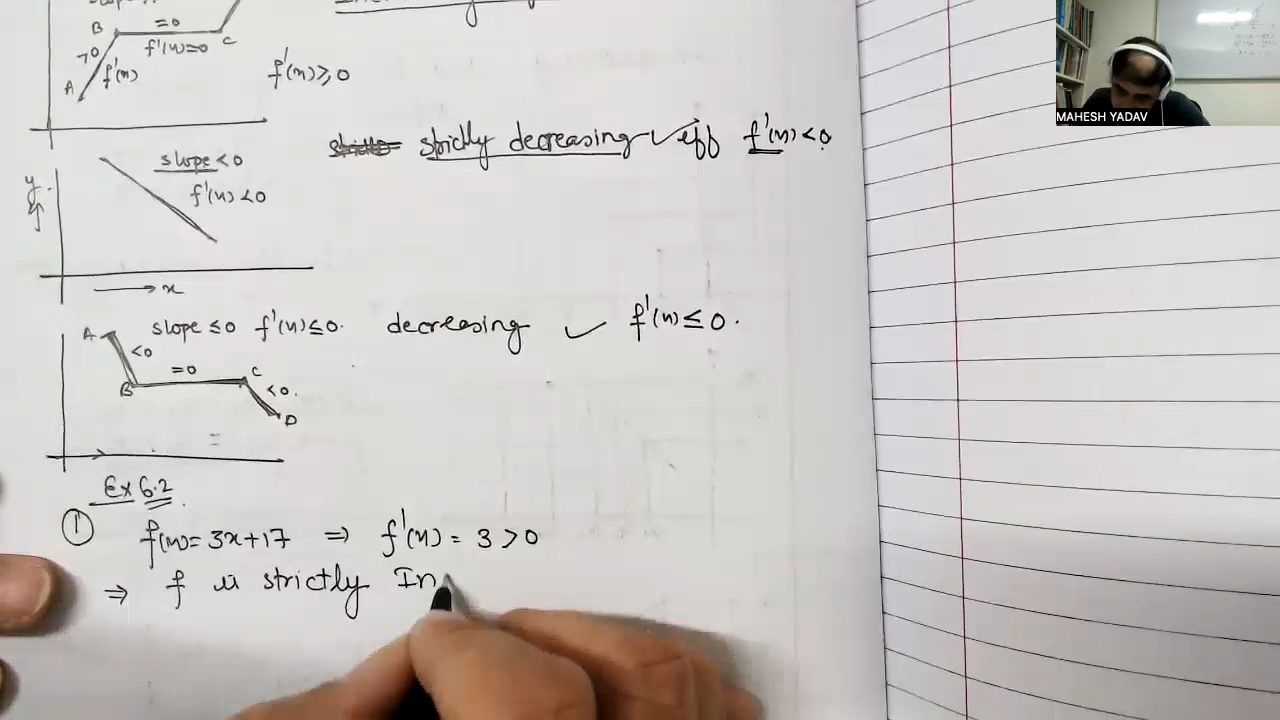 B =0 C
>0 f'(x)=0
A f'(x) f'(x)≥0
MAHESH YADAV
strictly decreasing ✓ iff f'(x)<0
slope <0
f'(x)<0
y
→ x
A slope ≤0 f'(x)≤0. decreasing ✓ f'(x)≤0.
<0 =0 C
B <0.
D
Ex 6.2
① f(x)=3x+17 ⇒ f'(x)= 3>0
⇒ f is strictly In